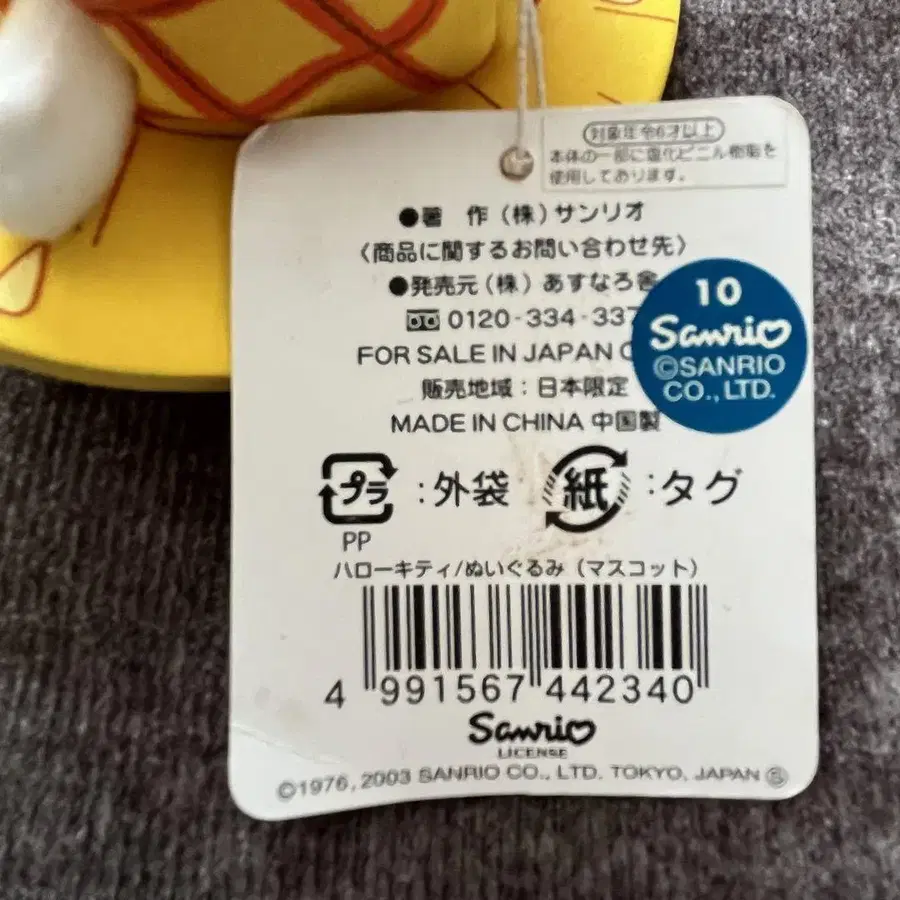 対象年令6才以上
本体の一部に塩化ビニル樹脂を
使用しております。
●著 作(株)サンリオ
〈商品に関するお問い合わせ先〉
●発売元(株)あすなろ舎
0120-334-337
FOR SALE IN JAPAN
販売地域：日本限定
MADE IN CHINA 中国製
10
Sanrio
©SANRIO
CO., LTD.
プラ :外袋 紙 :タグ
PP
ハローキティ/ぬいぐるみ(マスコット)
4 991567 442340
Sanrio
LICENSE
©1976, 2003 SANRIO CO., LTD. TOKYO, JAPAN Ⓢ